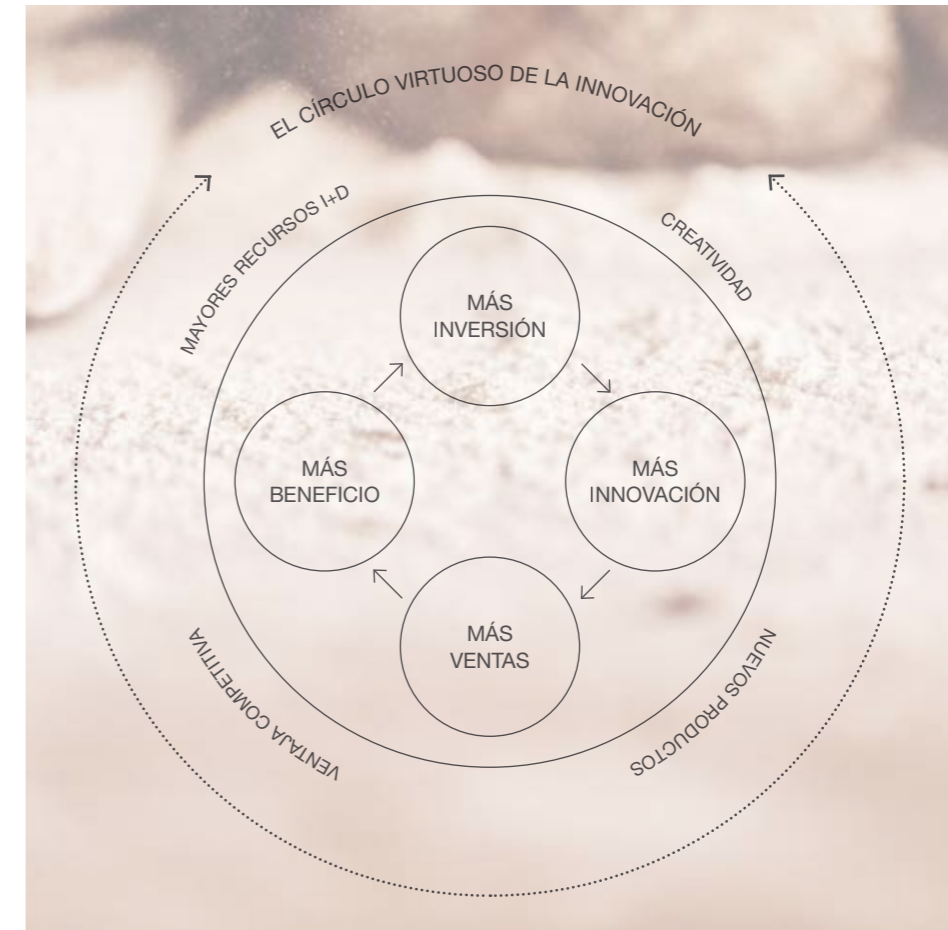 EL CÍRCULO VIRTUOSO DE LA INNOVACIÓN
MAYORES RECURSOS I+D
CREATIVIDAD
MÁS
INVERSIÓN
MÁS
BENEFICIO
MÁS
INNOVACIÓN
MÁS
VENTAS
VENTAJA COMPETITIVA
NUEVOS PRODUCTOS